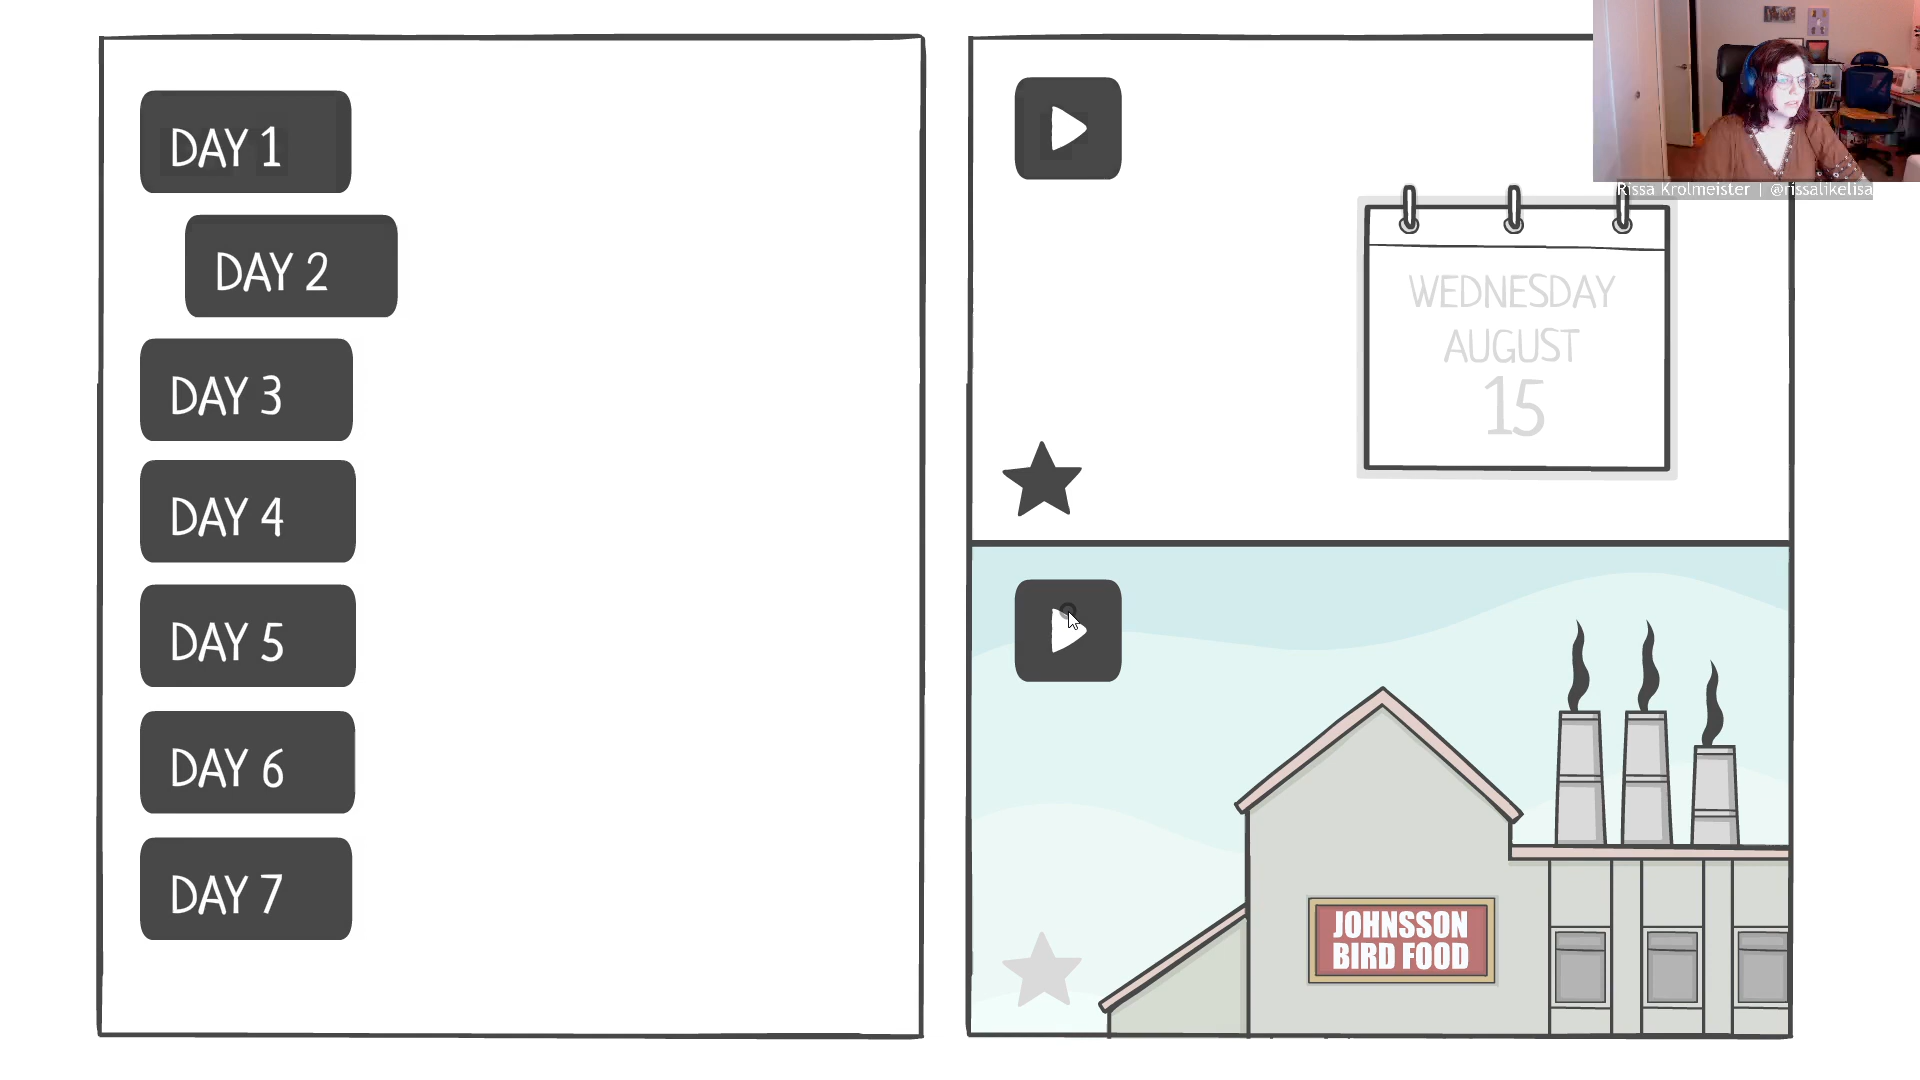 DAY 1
DAY 2
DAY 3
DAY 4
DAY 5
DAY 6
DAY 7
Rissa Krolmeister | @rissalikelisa
WEDNESDAY
AUGUST
15
JOHNSSON
BIRD FOOD